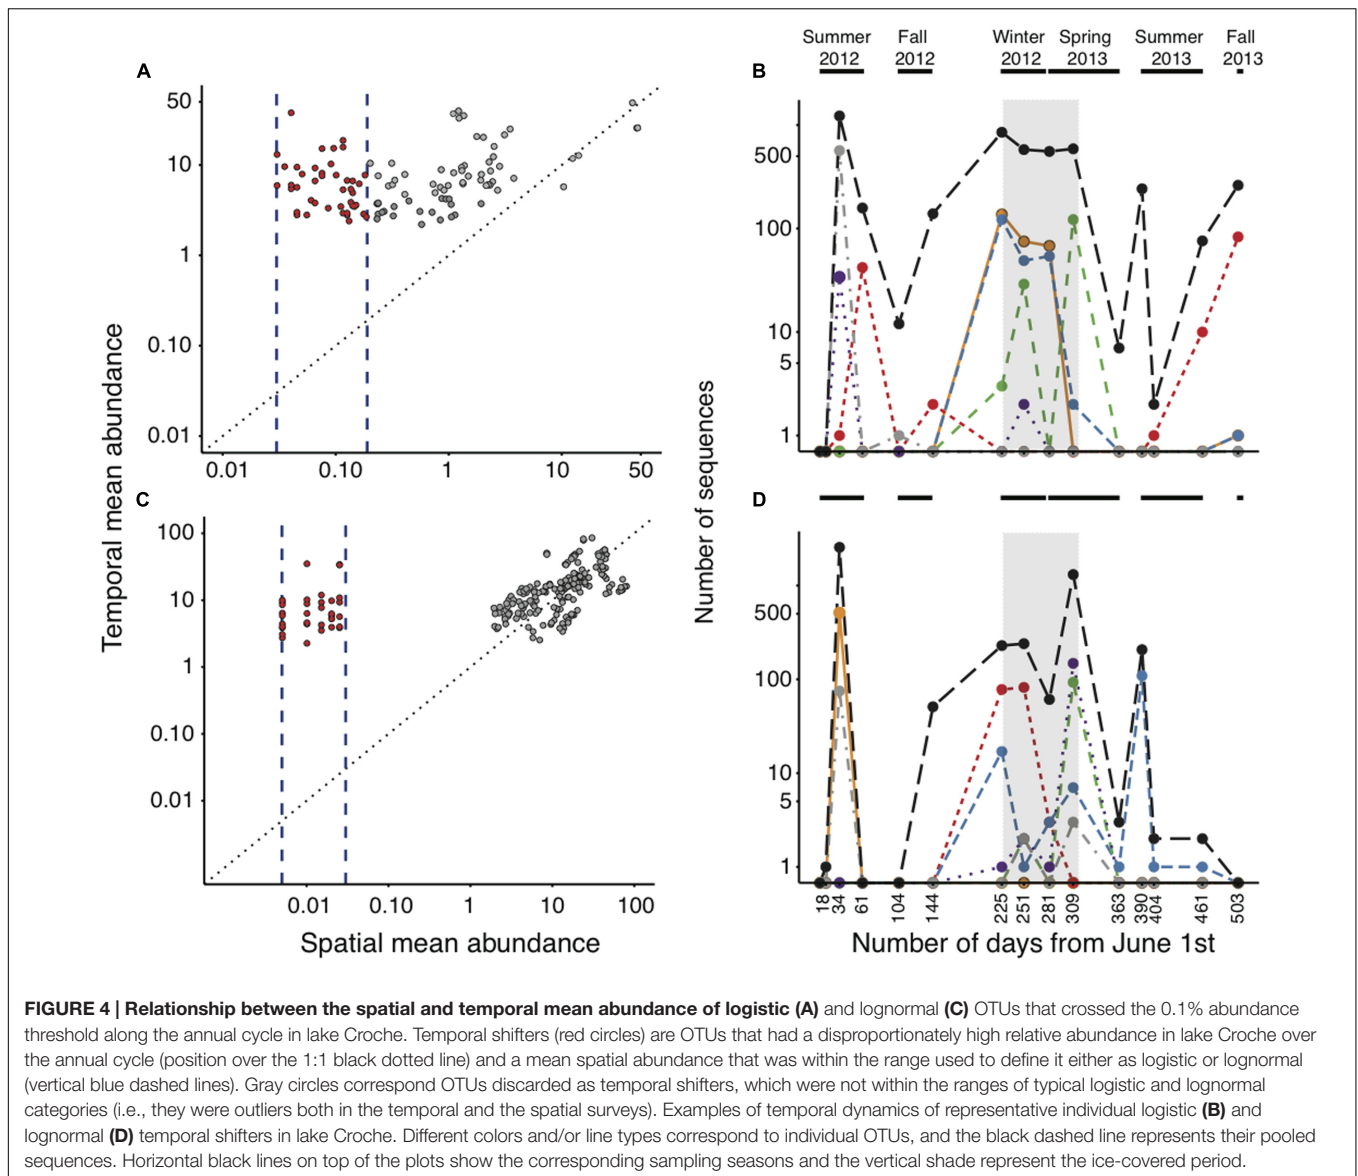 Summer 2012
Fall 2012
Winter 2012
Spring 2013
Summer 2013
Fall 2013
A
50
10
1
0.10
0.01
0.01
0.10
1
10
50
B
500
100
10
5
1
Temporal mean abundance
Number of sequences
C
100
10
1
0.10
0.01
0.01
0.10
1
10
100
Spatial mean abundance
D
500
100
10
5
1
18
34
61
104
144
225
251
281
309
363
390
404
461
503
Number of days from June 1st
FIGURE 4 | Relationship between the spatial and temporal mean abundance of logistic (A) and lognormal (C) OTUs that crossed the 0.1% abundance
threshold along the annual cycle in lake Croche. Temporal shifters (red circles) are OTUs that had a disproportionately high relative abundance in lake Croche over
the annual cycle (position over the 1:1 black dotted line) and a mean spatial abundance that was within the range used to define it either as logistic or lognormal
(vertical blue dashed lines). Gray circles correspond OTUs discarded as temporal shifters, which were not within the ranges of typical logistic and lognormal
categories (i.e., they were outliers both in the temporal and the spatial surveys). Examples of temporal dynamics of representative individual logistic (B) and
lognormal (D) temporal shifters in lake Croche. Different colors and/or line types correspond to individual OTUs, and the black dashed line represents their pooled
sequences. Horizontal black lines on top of the plots show the corresponding sampling seasons and the vertical shade represent the ice-covered period.